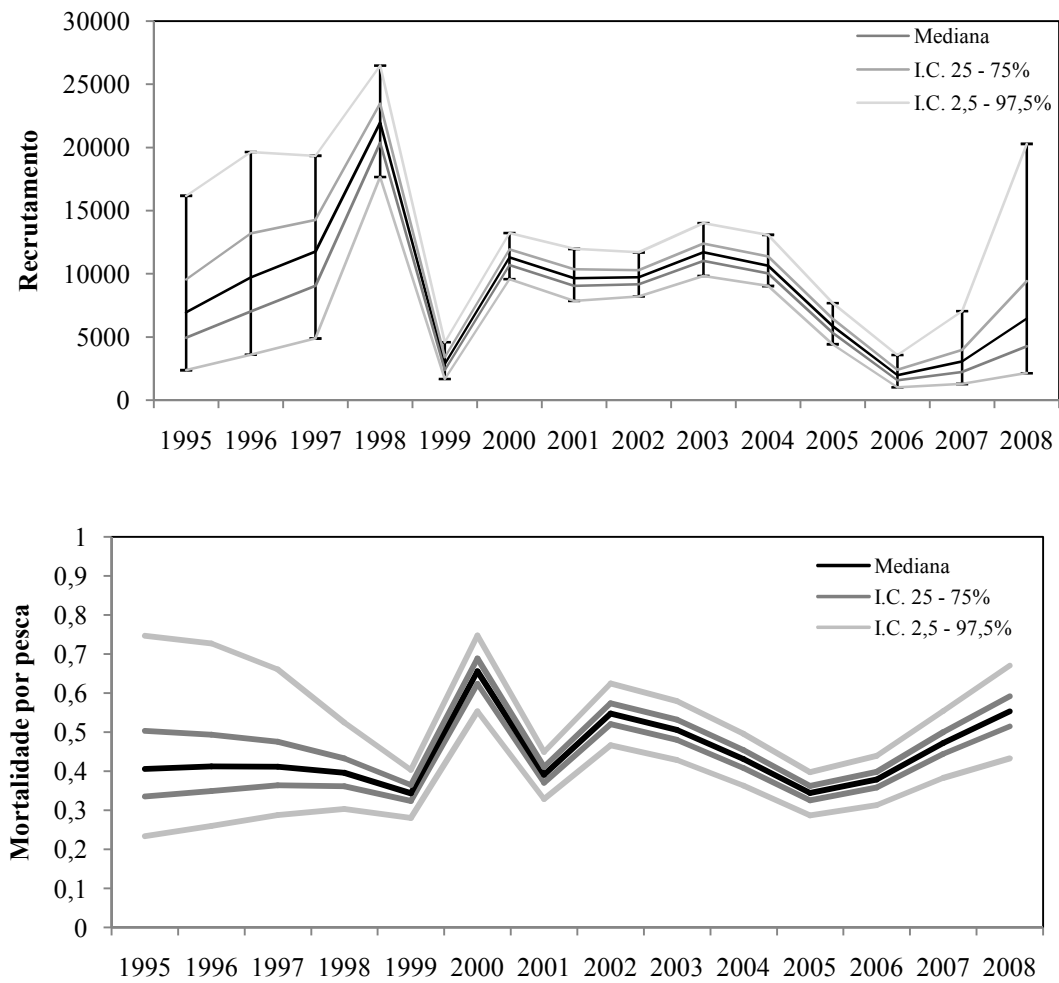 30000
25000
20000
15000
10000
5000
0
Recrutamento
Mediana
I.C. 25 - 75%
I.C. 2,5 - 97,5%
1995 1996 1997 1998 1999 2000 2001 2002 2003 2004 2005 2006 2007 2008
1
0,9
0,8
0,7
0,6
0,5
0,4
0,3
0,2
0,1
0
Mortalidade por pesca
Mediana
I.C. 25 - 75%
I.C. 2,5 - 97,5%
1995 1996 1997 1998 1999 2000 2001 2002 2003 2004 2005 2006 2007 2008